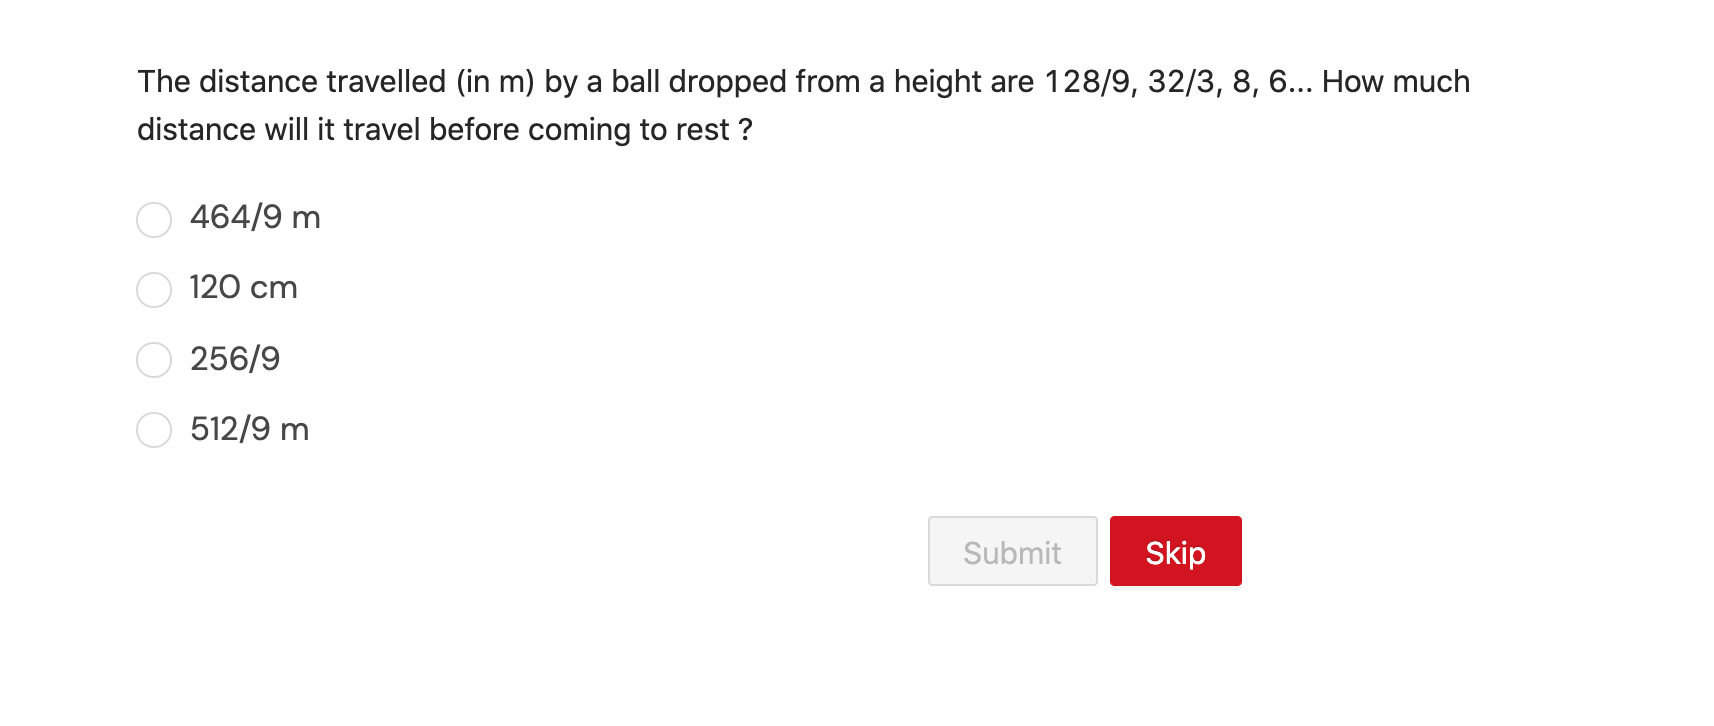 The distance travelled (in m) by a ball dropped from a height are 128/9, 32/3, 8, 6... How much
distance will it travel before coming to rest ?
464/9 m
120 cm
256/9
512/9 m
Submit
Skip